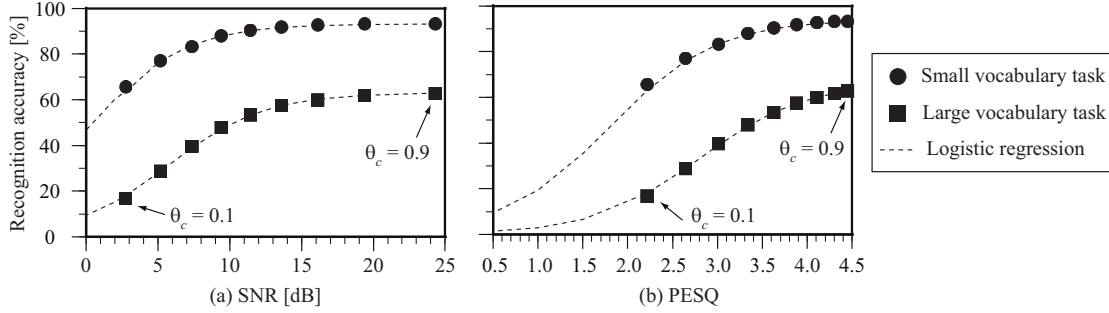 Recognition accuracy [%]
100
80
60
40
20
0
θc = 0.9
θc = 0.1
0 5 10 15 20 25
(a) SNR [dB]
θc = 0.9
θc = 0.1
0.5 1.0 1.5 2.0 2.5 3.0 3.5 4.0 4.5
(b) PESQ
Small vocabulary task
Large vocabulary task
Logistic regression